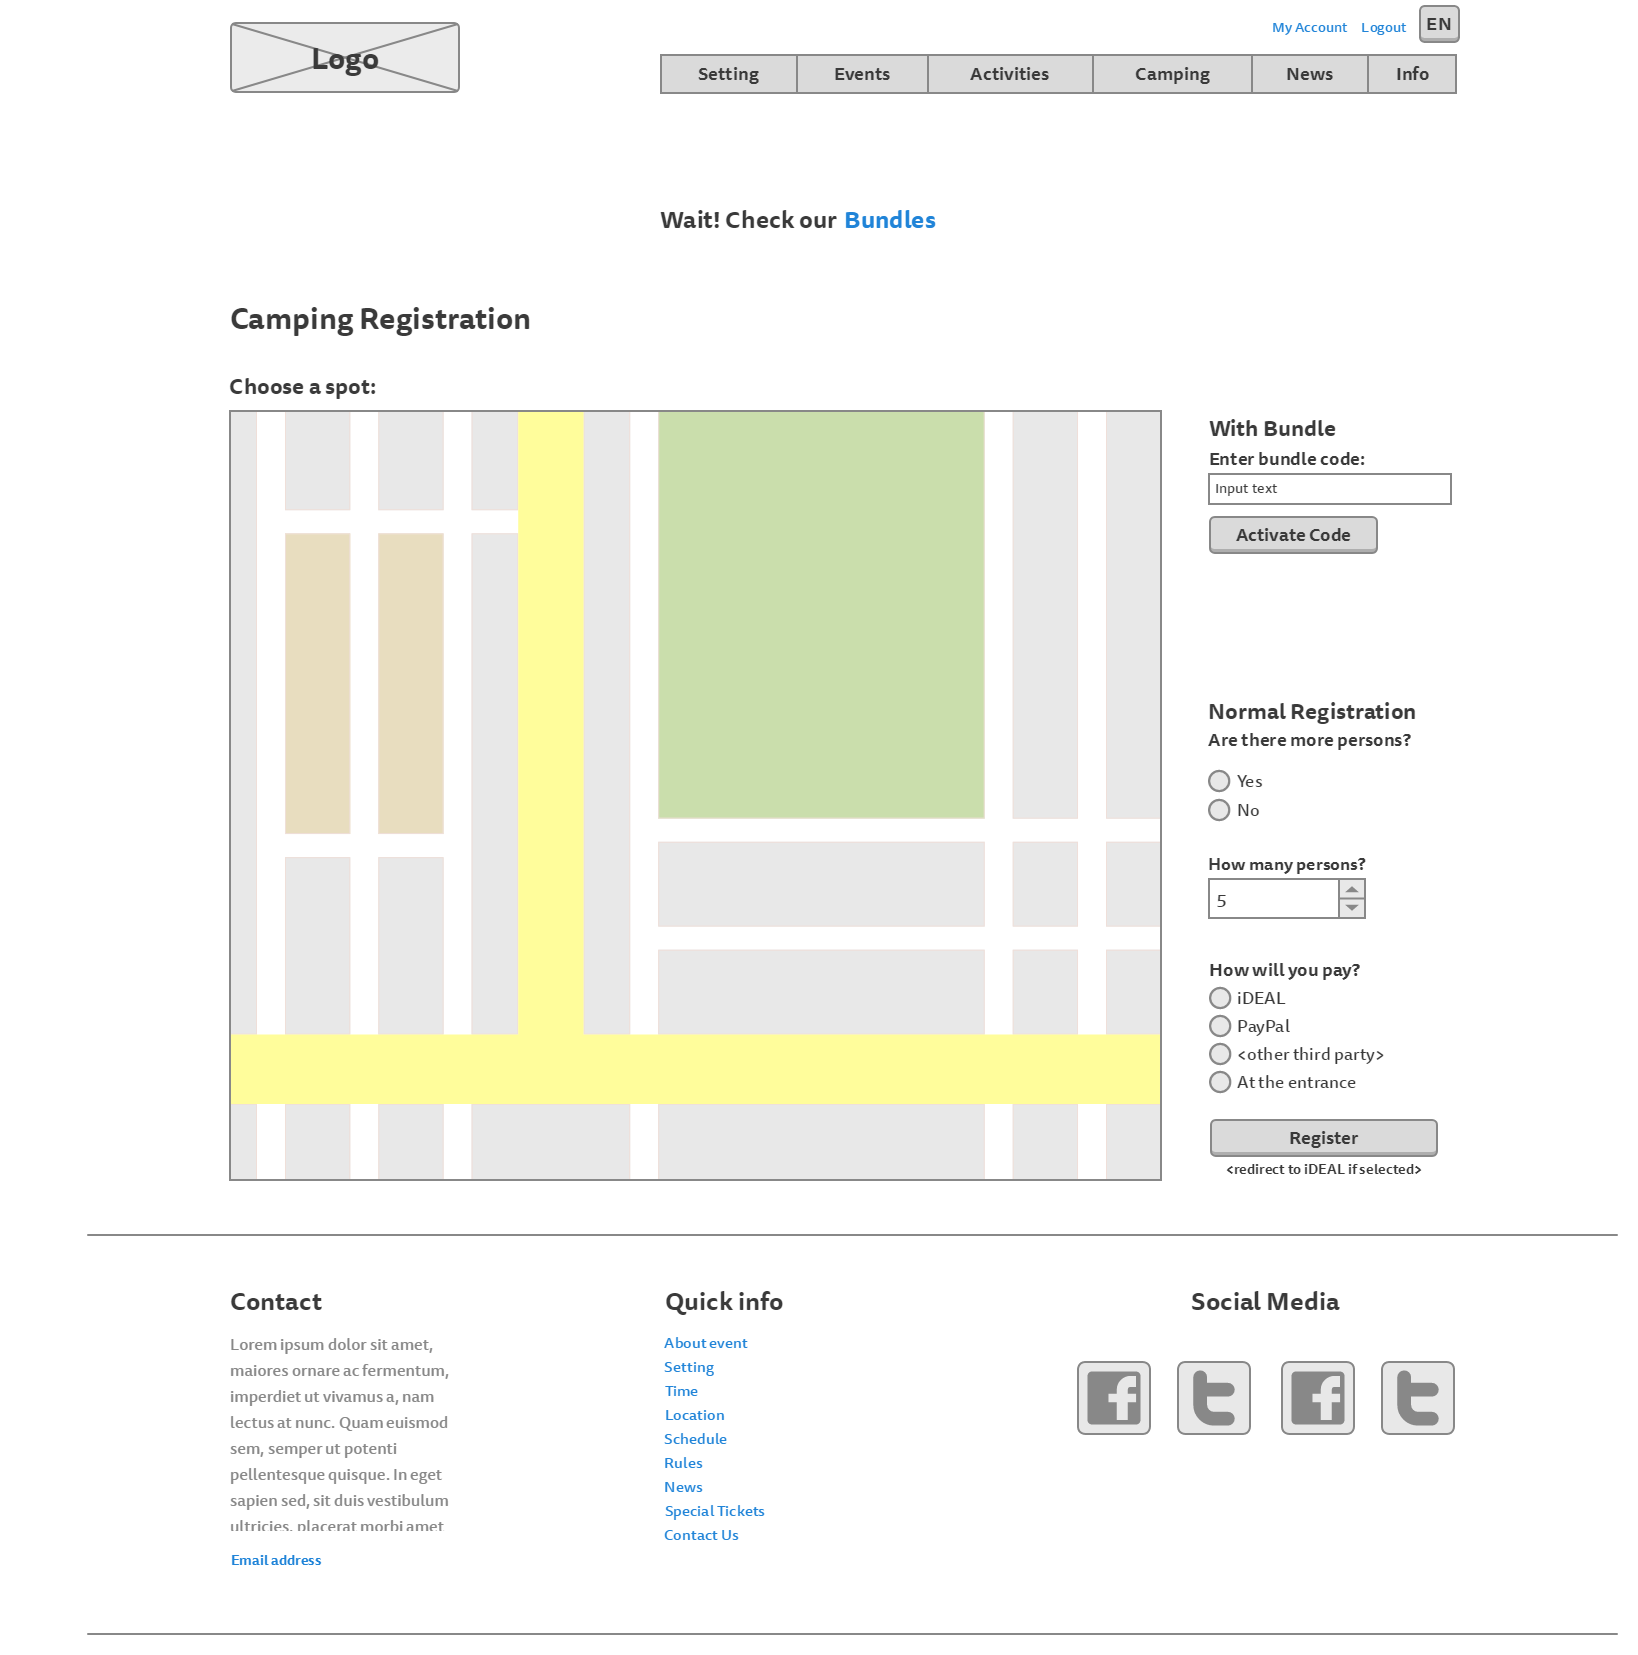 My Account Logout EN
Logo
Setting Events Activities Camping News Info
Wait! Check our Bundles
Camping Registration
Choose a spot:
With Bundle
Enter bundle code:
Input text
Activate Code
Normal Registration
Are there more persons?
Yes
No
How many persons?
5
How will you pay?
iDEAL
PayPal
<other third party>
At the entrance
Register
<redirect to iDEAL if selected>
Contact
Lorem ipsum dolor sit amet,
maiores ornare ac fermentum,
imperdiet ut vivamus a, nam
lectus at nunc. Quam euismod
sem, semper ut potenti
pellentesque quisque. In eget
sapien sed, sit duis vestibulum
ultricies, placerat morbi amet
Email address
Quick info
About event
Setting
Time
Location
Schedule
Rules
News
Special Tickets
Contact Us
Social Media